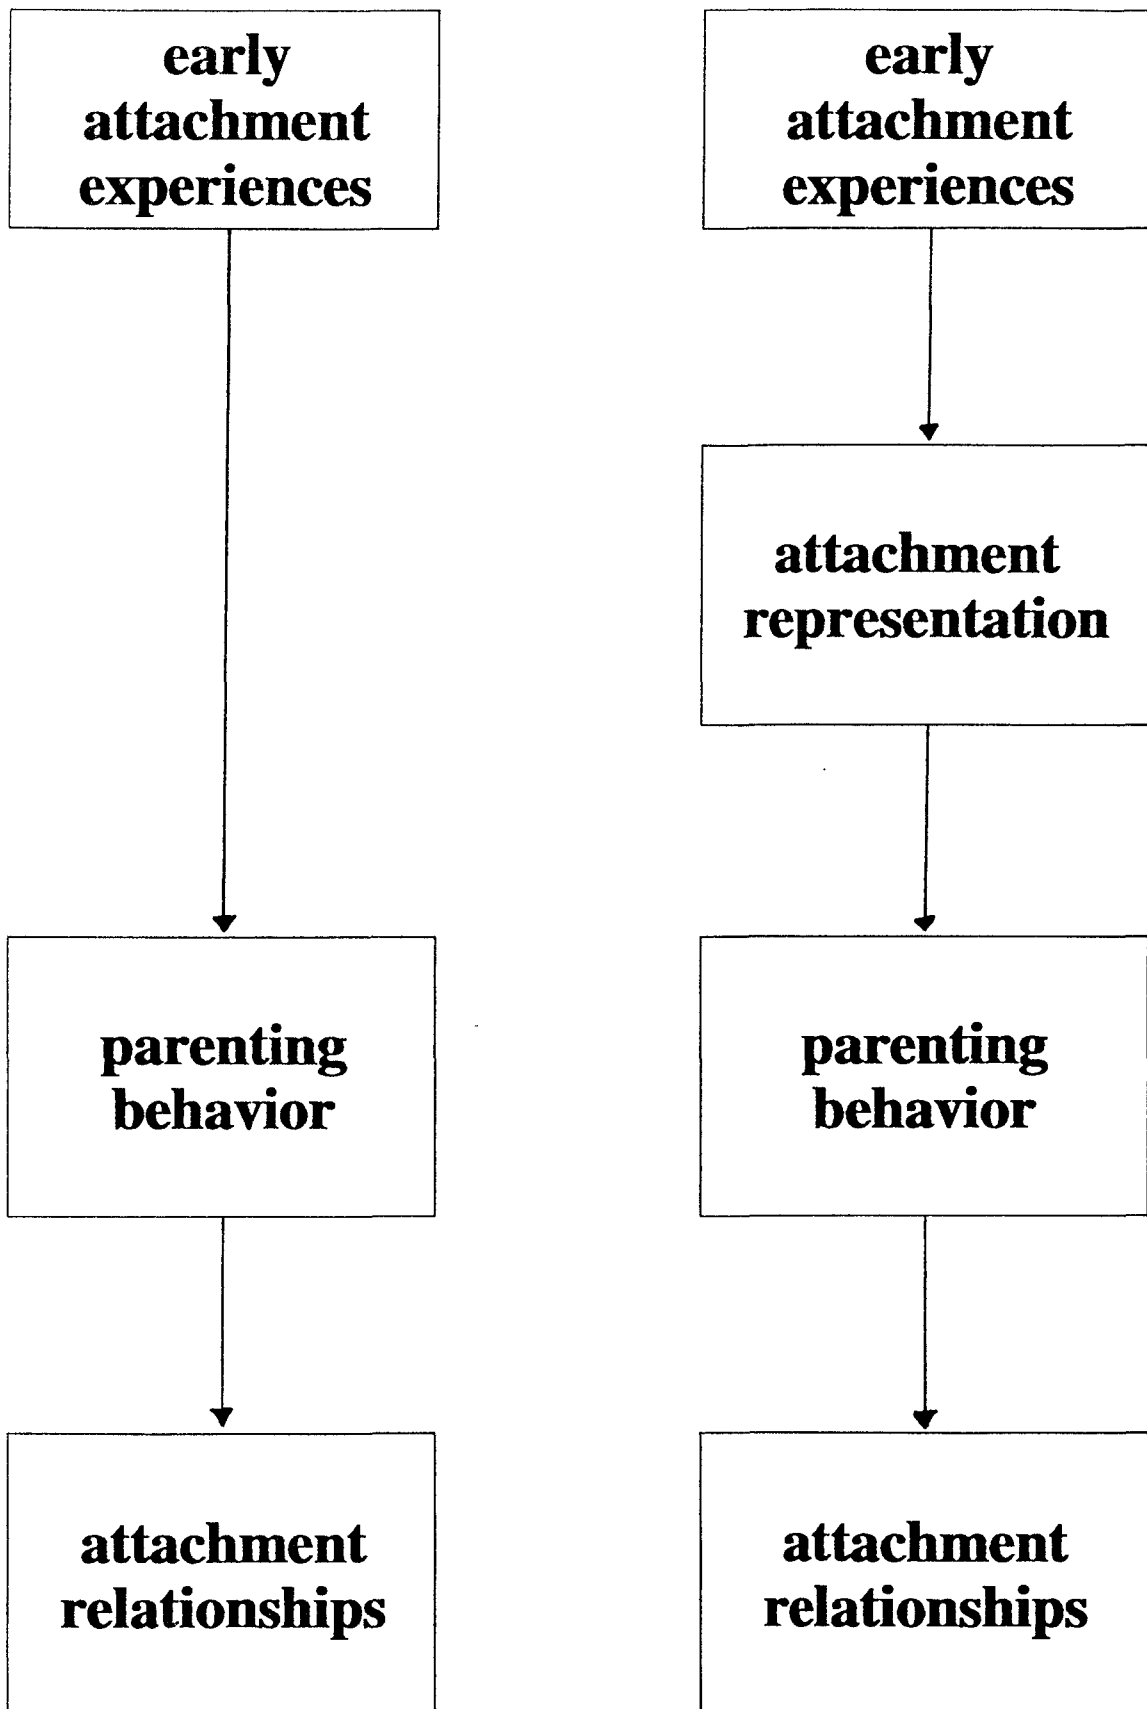 early
attachment
experiences
parenting
behavior
attachment
relationships
early
attachment
experiences
attachment
representation
parenting
behavior
attachment
relationships